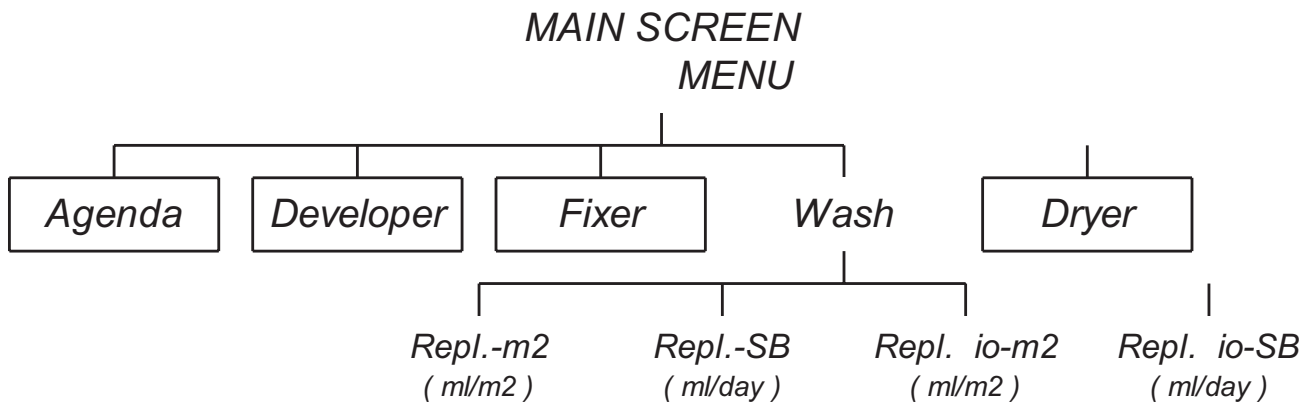 MAIN SCREEN
MENU
Agenda Developer Fixer Wash Dryer
Repl.-m2 Repl.-SB Repl. io-m2 Repl. io-SB
( ml/m2 ) ( ml/day ) ( ml/m2 ) ( ml/day )